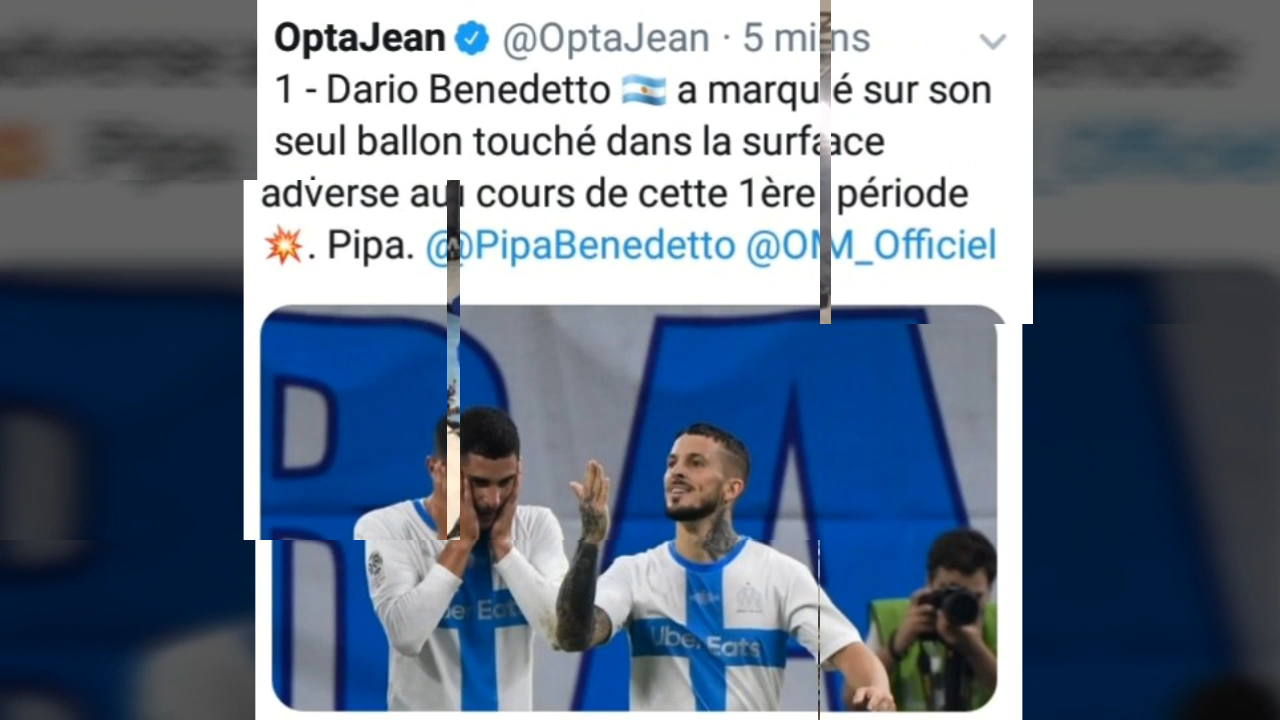 OptaJean @OptaJean · 5 mins
1 - Dario Benedetto 🇦🇷 a marqué sur son
seul ballon touché dans la surface
adverse au cours de cette 1ère période
💥. Pipa. @PipaBenedetto @OM_Officiel
RA
Uber Eats
Uber Eats